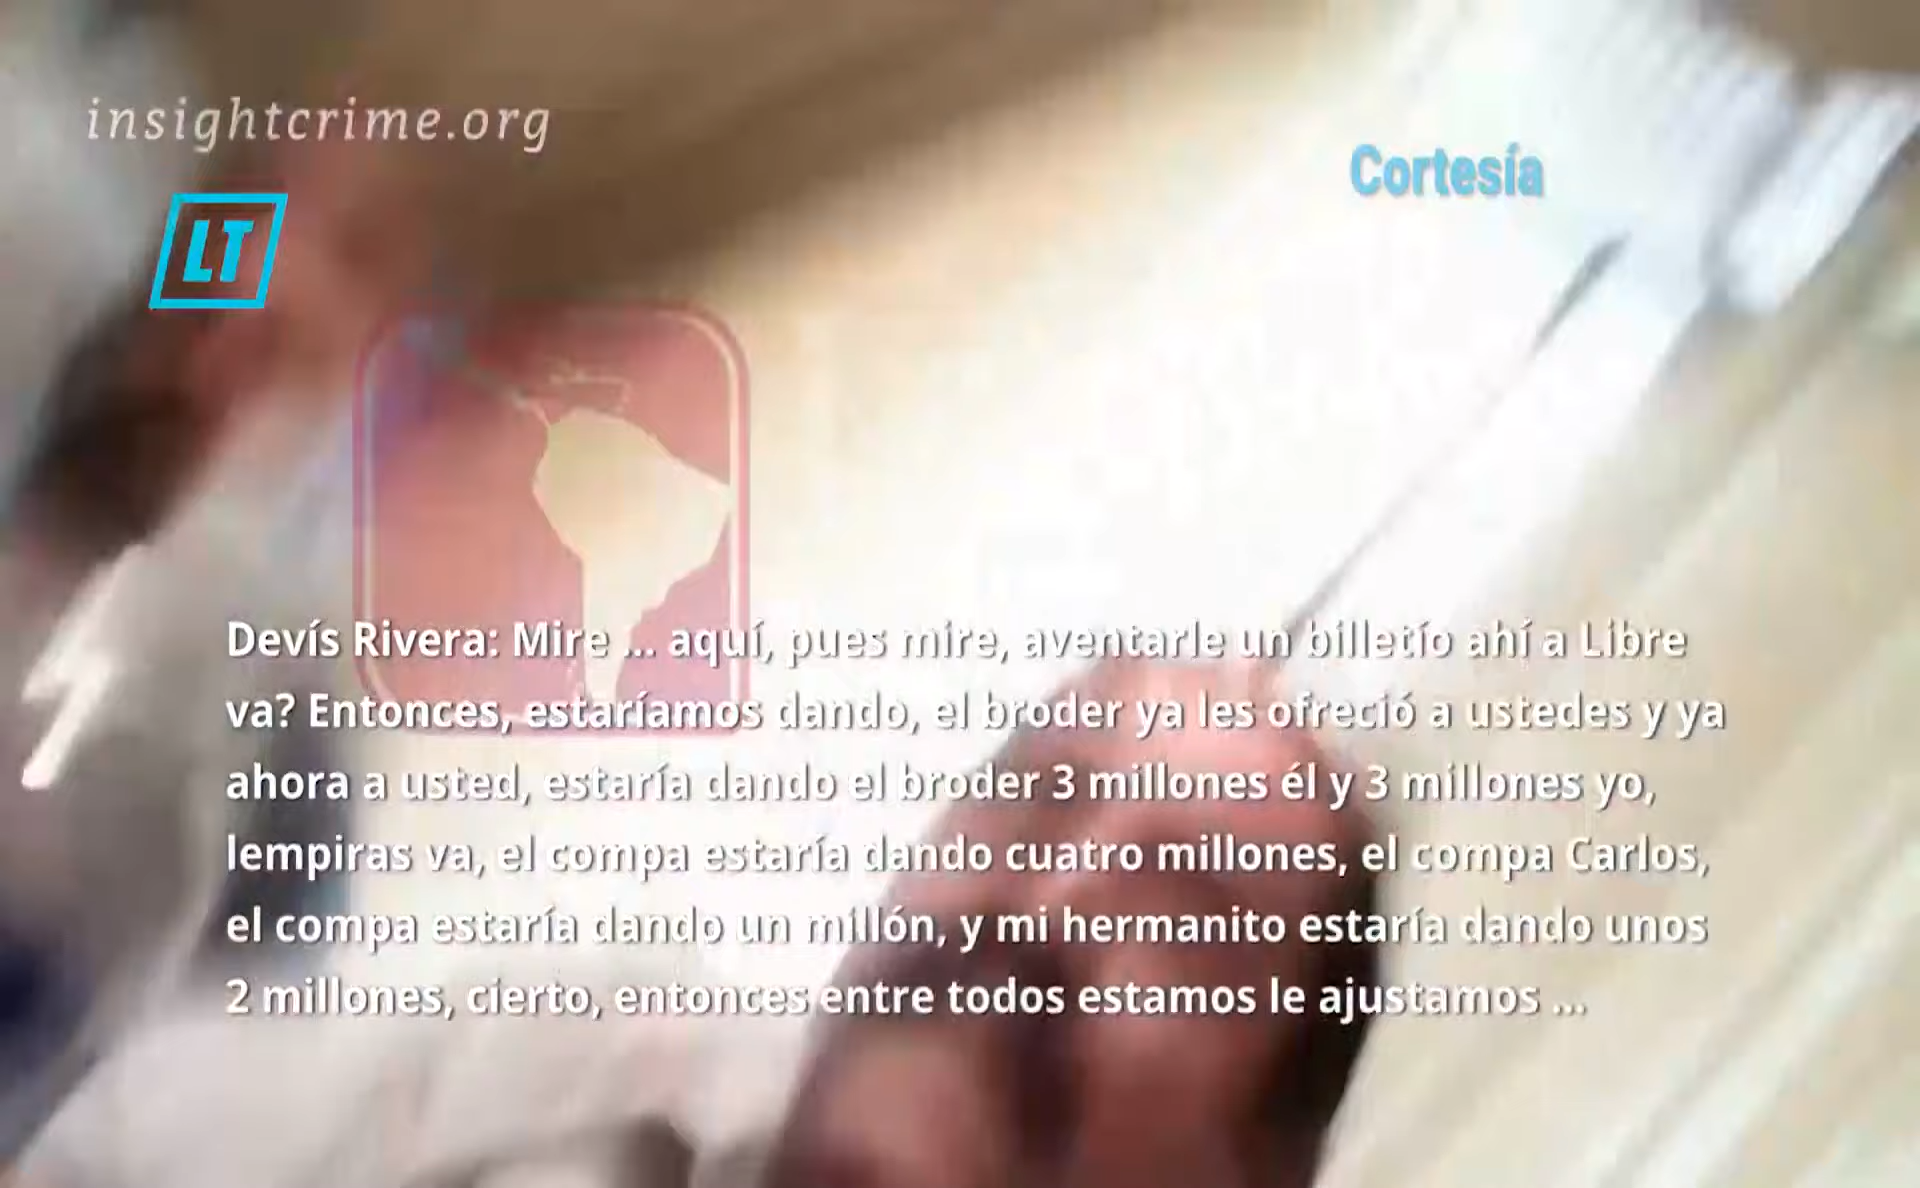 insightcrime.org
Cortesía
LT
Devís Rivera: Mire ... aquí, pues mire, aventarle un billetío ahí a Libre
va? Entonces, estaríamos dando, el broder ya les ofreció a ustedes y ya
ahora a usted, estaría dando el broder 3 millones él y 3 millones yo,
lempiras va, el compa estaría dando cuatro millones, el compa Carlos,
el compa estaría dando un millón, y mi hermanito estaría dando unos
2 millones, cierto, entonces entre todos estamos le ajustamos ...